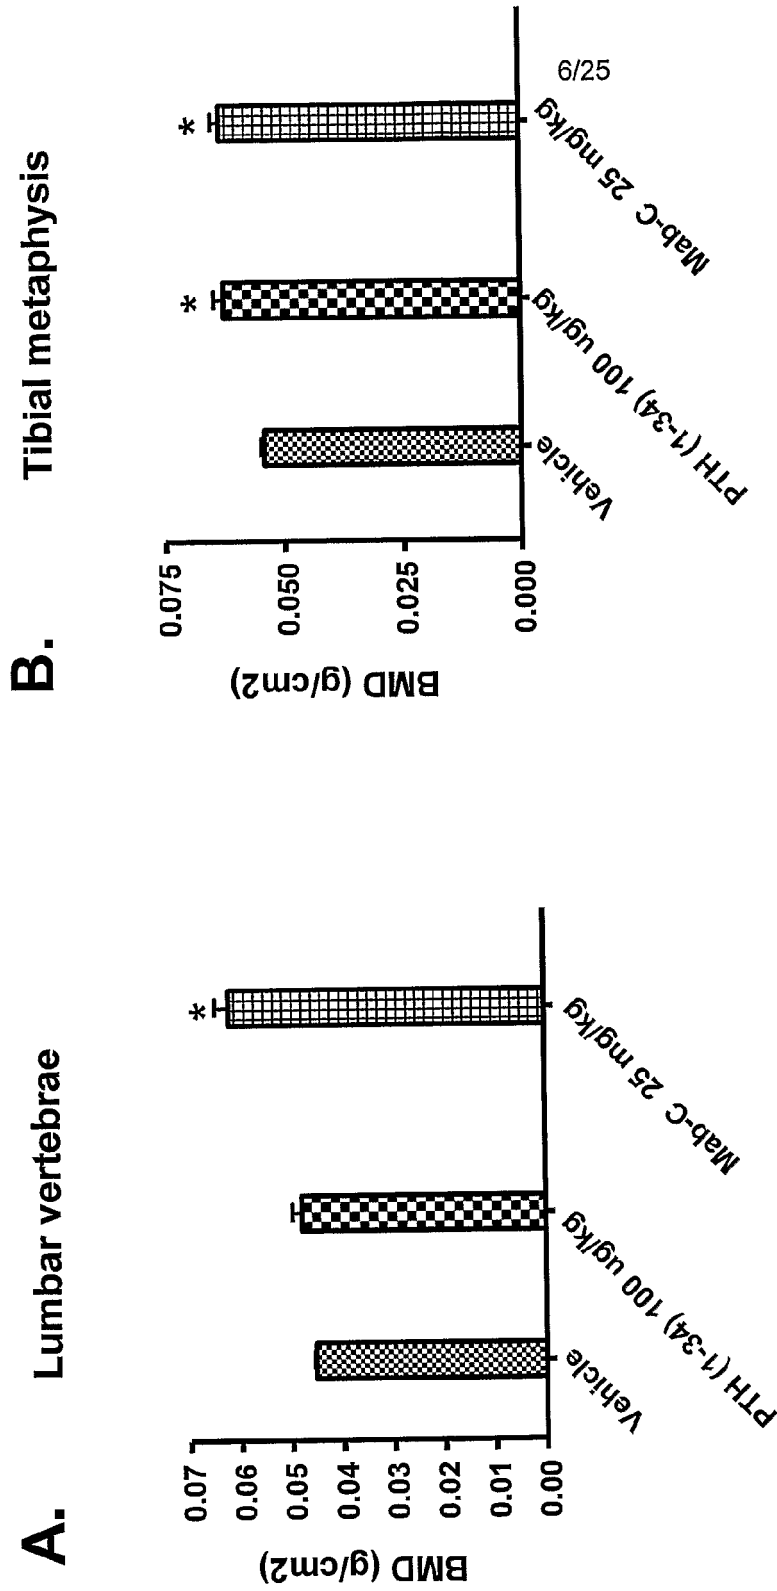 A.
Lumbar vertebrae
BMD (g/cm2)
0.07
0.06
0.05
0.04
0.03
0.02
0.01
0.00
*
Vehicle
PTH (1-34) 100 ug/kg
Mab-C 25 mg/kg
B.
Tibial metaphysis
BMD (g/cm2)
0.075
0.050
0.025
0.000
*
*
Vehicle
PTH (1-34) 100 ug/kg
Mab-C 25 mg/kg
6/25